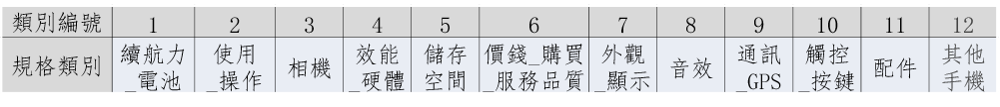 類別編號 1 2 3 4 5 6 7 8 9 10 11 12
規格類別 續航力_電池 使用_操作 相機 效能_硬體 儲存空間 價錢_購買_服務品質 外觀_顯示 音效 通訊_GPS 觸控_按鍵 配件 其他手機